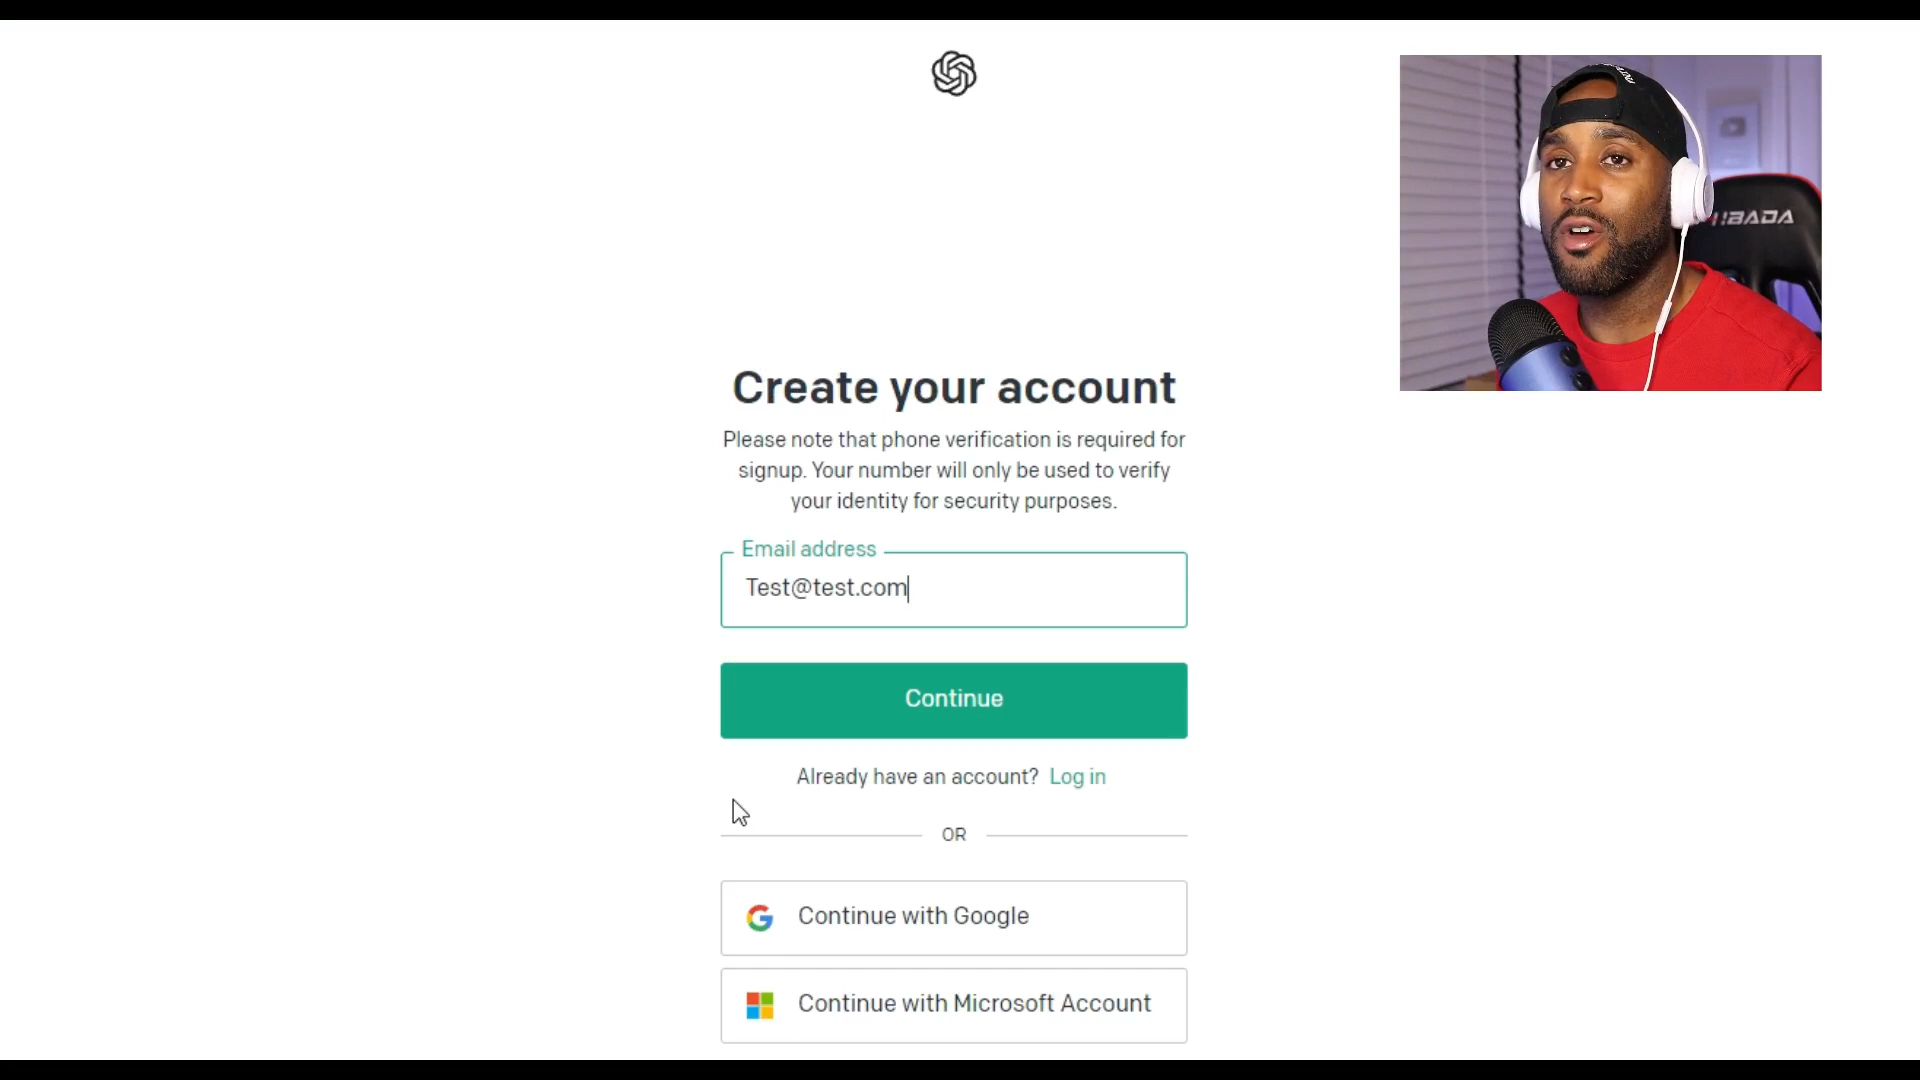 Create your account
Please note that phone verification is required for
signup. Your number will only be used to verify
your identity for security purposes.
Email address
Test@test.com
Continue
Already have an account? Log in
OR
Continue with Google
Continue with Microsoft Account